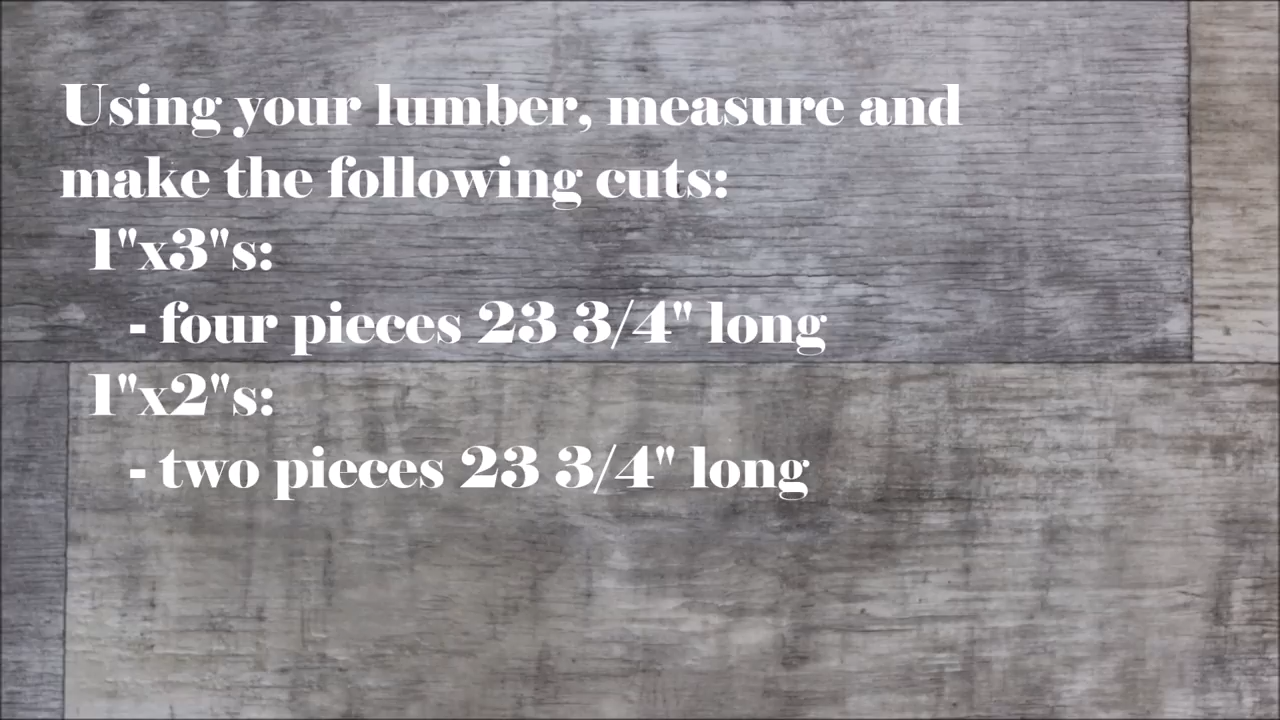 Using your lumber, measure and
make the following cuts:
1"x3"s:
- four pieces 23 3/4" long
1"x2"s:
- two pieces 23 3/4" long